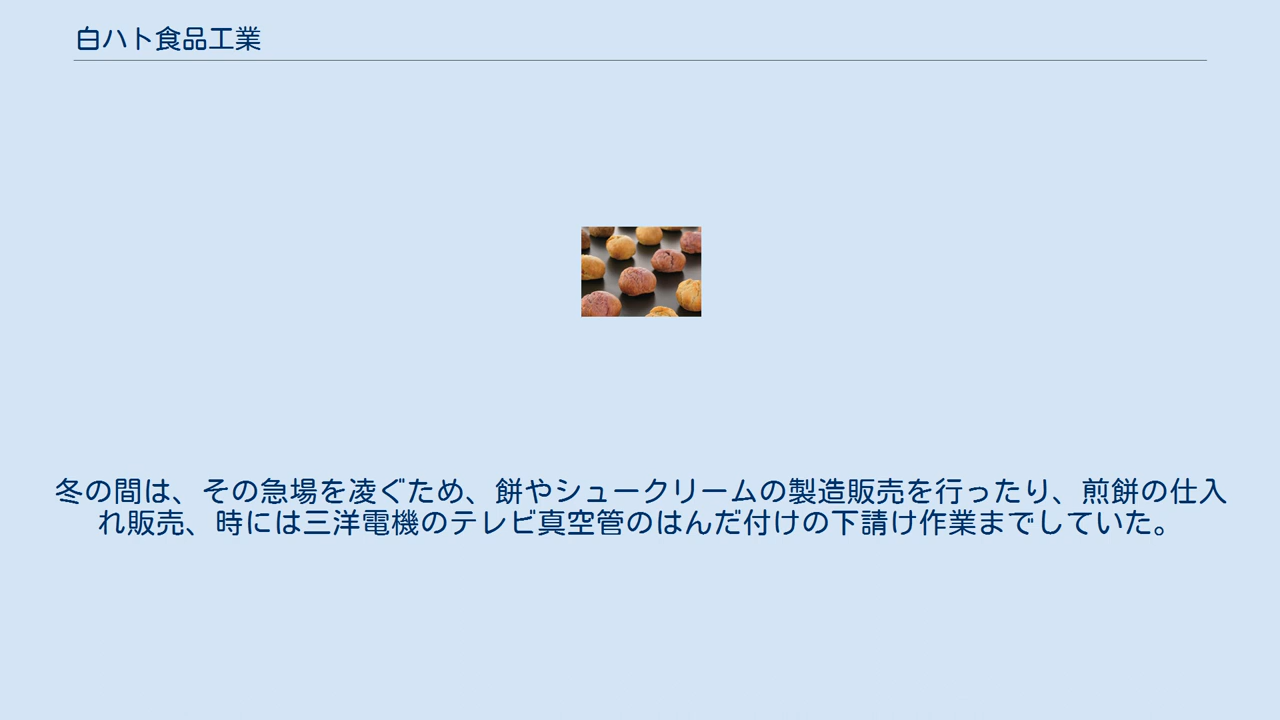 白ハト食品工業
冬の間は、その急場を凌ぐため、餅やシュークリームの製造販売を行ったり、煎餅の仕入
れ販売、時には三洋電機のテレビ真空管のはんだ付けの下請け作業までしていた。